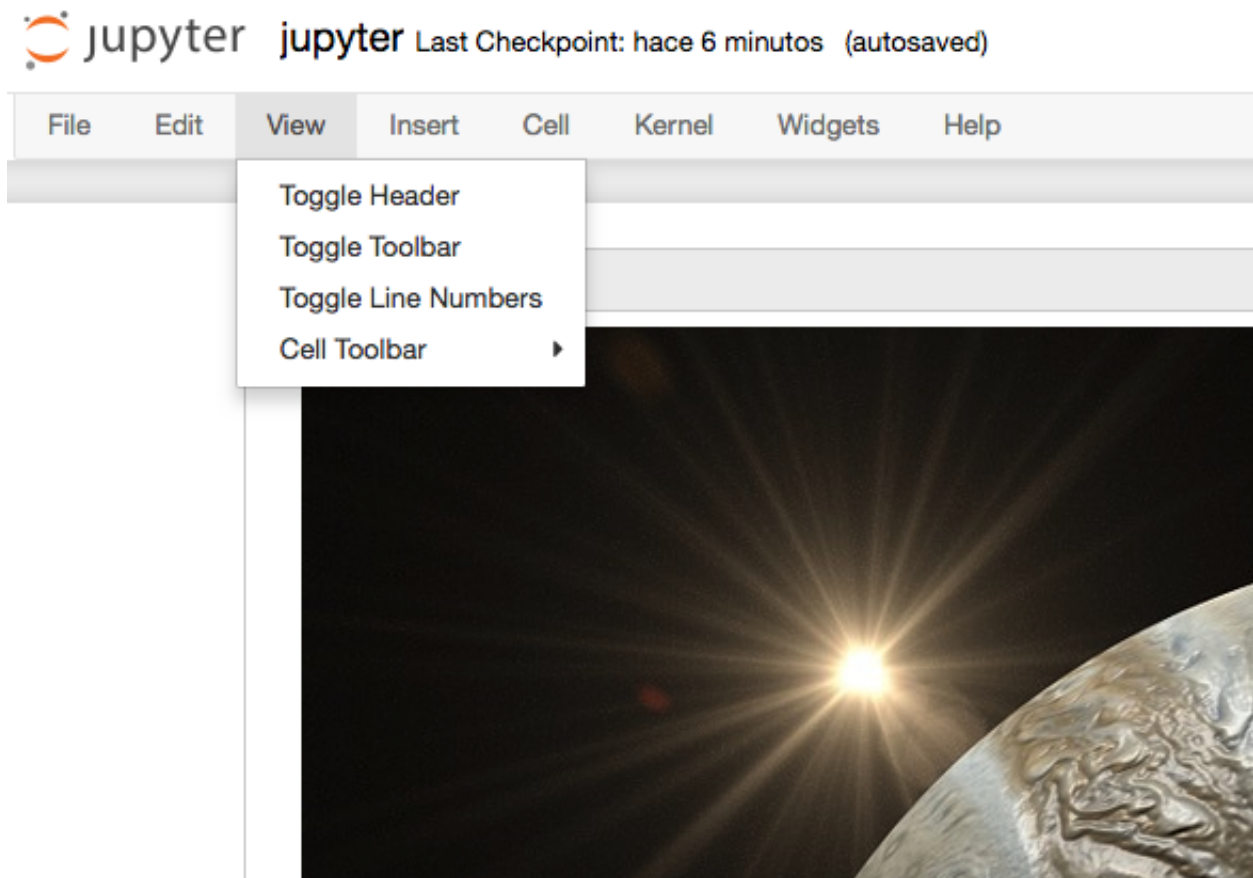 jupyter jupyter Last Checkpoint: hace 6 minutos (autosaved)
File Edit View Insert Cell Kernel Widgets Help
Toggle Header
Toggle Toolbar
Toggle Line Numbers
Cell Toolbar